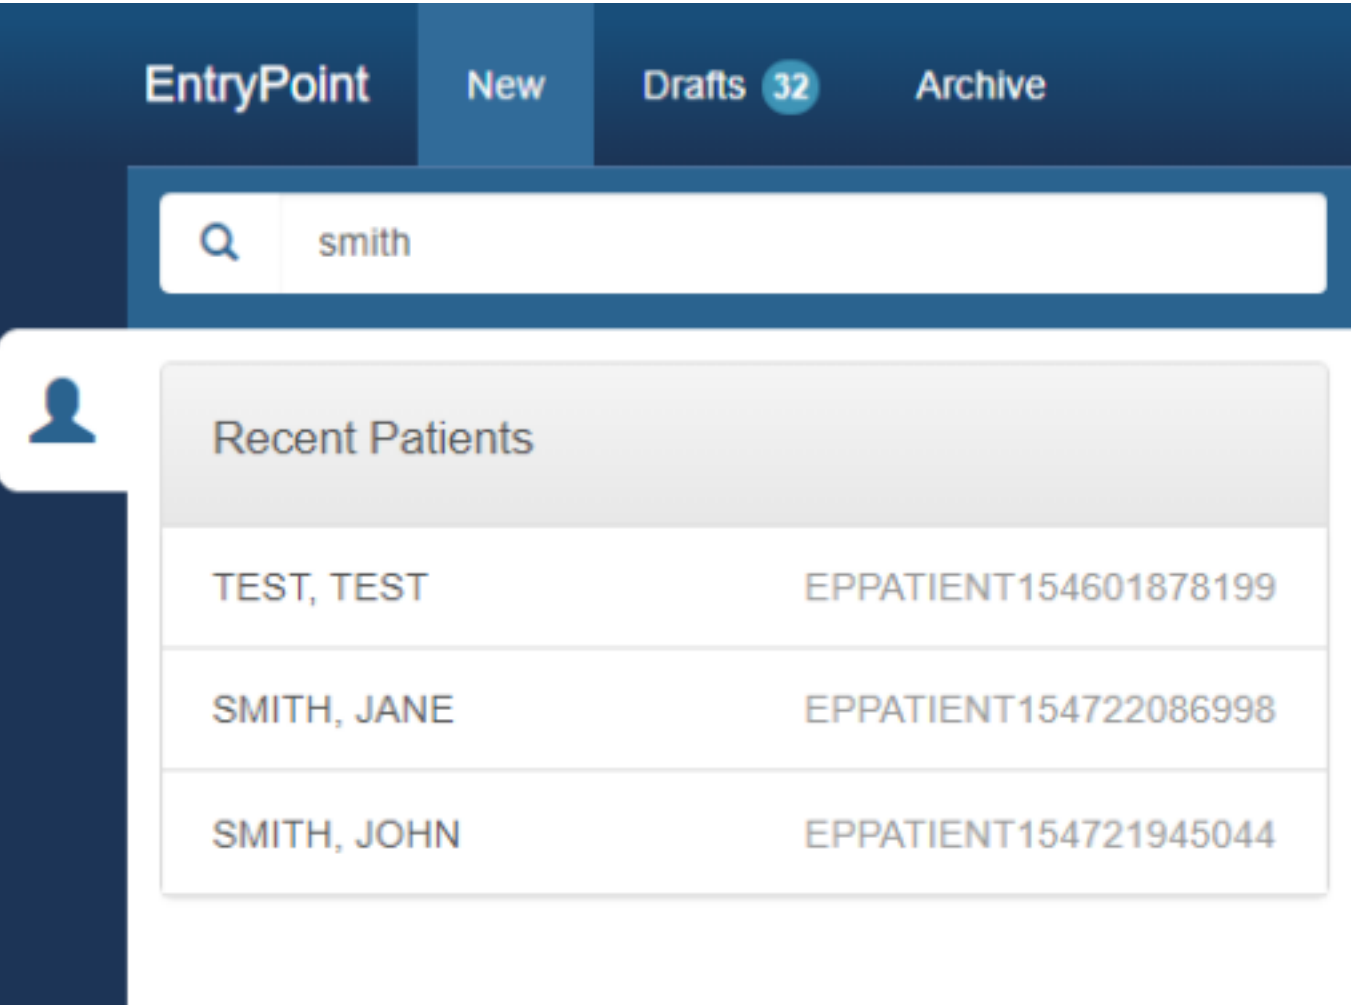 EntryPoint New Drafts 32 Archive
smith
Recent Patients
TEST, TEST EPPATIENT154601878199
SMITH, JANE EPPATIENT154722086998
SMITH, JOHN EPPATIENT154721945044